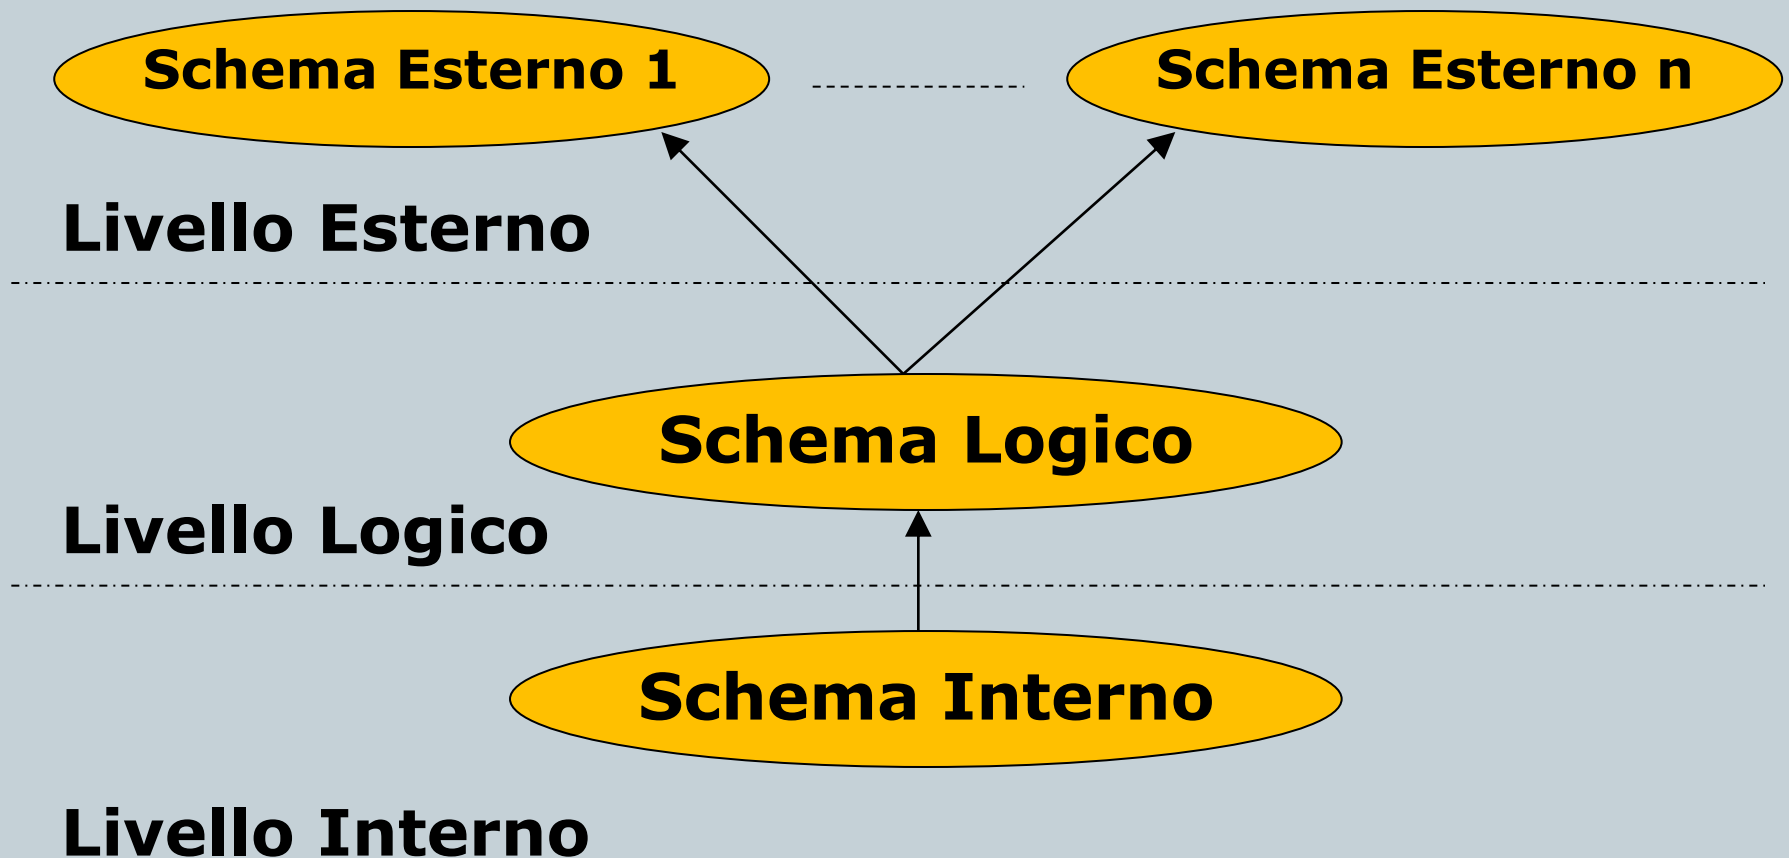 Schema Esterno 1
Schema Esterno n
Livello Esterno
Schema Logico
Livello Logico
Schema Interno
Livello Interno